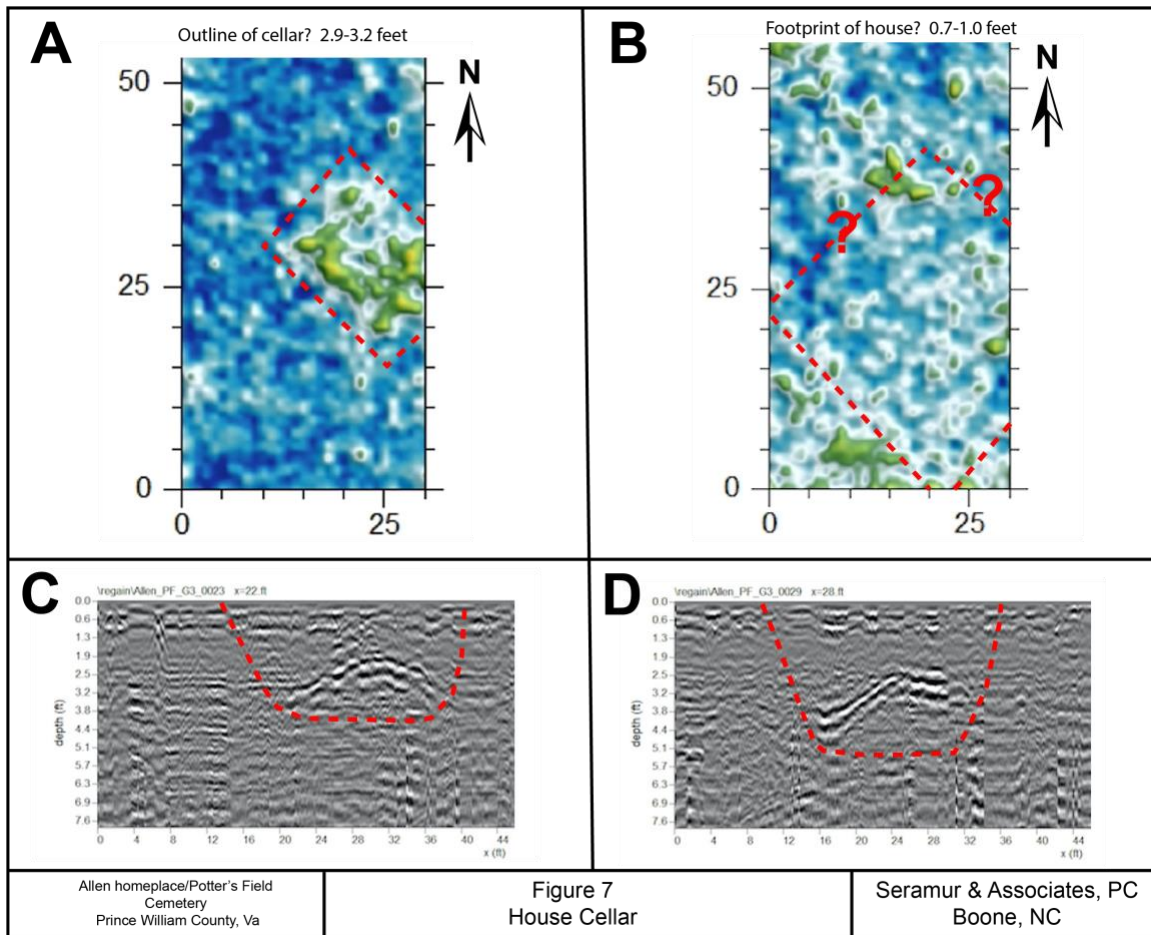 A
Outline of cellar? 2.9-3.2 feet
N
50
25
0
0
25
B
Footprint of house? 0.7-1.0 feet
N
50
25
0
0
25
?
?
C
\regain\Allen_PF_G3_0023 x=22.ft
0.0
0.6
1.3
1.9
2.5
3.2
3.8
4.4
5.1
5.7
6.3
6.9
7.6
depth (ft)
0 4 8 12 16 20 24 28 32 36 40 44
x (ft)
D
\regain\Allen_PF_G3_0029 x=28.ft
0.0
0.6
1.3
1.9
2.5
3.2
3.8
4.4
5.1
5.7
6.3
6.9
7.6
depth (ft)
0 4 8 12 16 20 24 28 32 36 40 44
x (ft)
Allen homeplace/Potter's Field
Cemetery
Prince William County, Va
Figure 7
House Cellar
Seramur & Associates, PC
Boone, NC